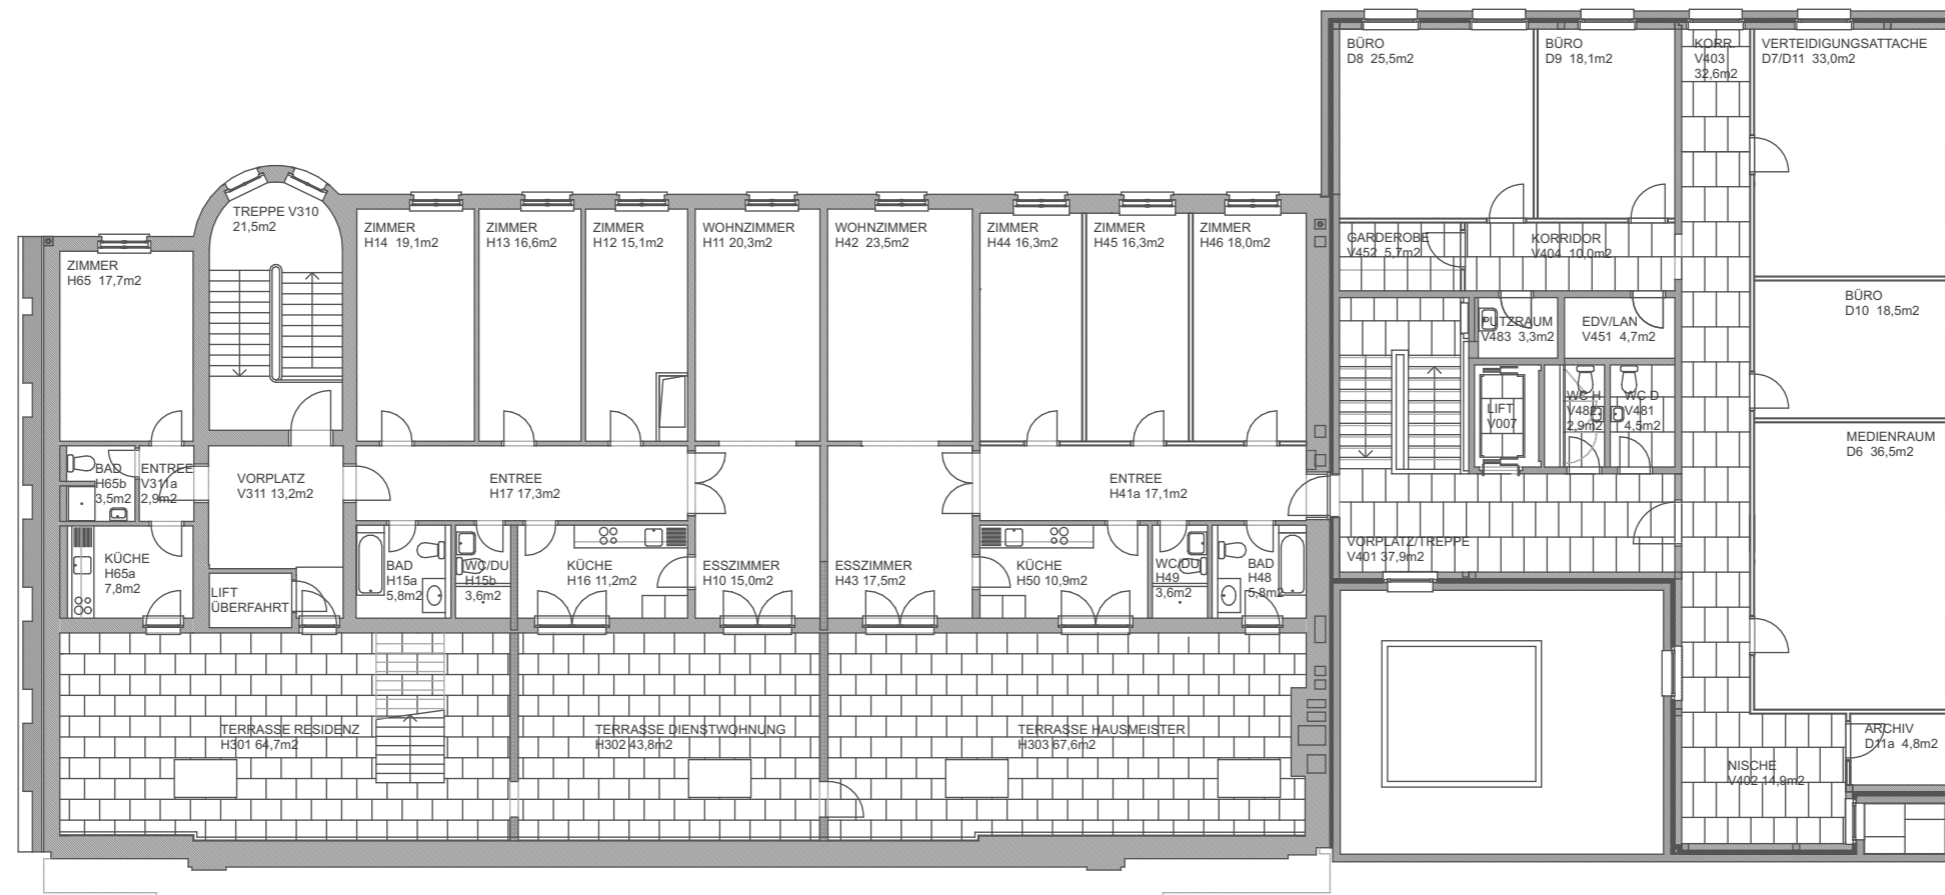 BÜRO
D8 25,5m2
BÜRO
D9 18,1m2
KORR.
V403
32,6m2
VERTEIDIGUNGSATTACHE
D7/D11 33,0m2
TREPPE V310
21,5m2
ZIMMER
H14 19,1m2
ZIMMER
H13 16,6m2
ZIMMER
H12 15,1m2
WOHNZIMMER
H11 20,3m2
WOHNZIMMER
H42 23,5m2
ZIMMER
H44 16,3m2
ZIMMER
H45 16,3m2
ZIMMER
H46 18,0m2
GARDEROBE
V452 5,7m2
KORRIDOR
V404 10,0m2
ZIMMER
H65 17,7m2
BÜRO
D10 18,5m2
PUTZRAUM
V483 3,3m2
EDV/LAN
V451 4,7m2
LIFT
V007
WC H
V482
2,9m2
WC D
V481
4,5m2
MEDIENRAUM
D6 36,5m2
BAD
H65b
3,5m2
ENTREE
V311a
2,9m2
VORPLATZ
V311 13,2m2
ENTREE
H17 17,3m2
ENTREE
H41a 17,1m2
VORPLATZ/TREPPE
V401 37,9m2
KÜCHE
H65a
7,8m2
LIFT
ÜBERFAHRT
BAD
H15a
5,8m2
WC/DU
H15b
3,6m2
KÜCHE
H16 11,2m2
ESSZIMMER
H10 15,0m2
ESSZIMMER
H43 17,5m2
KÜCHE
H50 10,9m2
WC/DU
H49
3,6m2
BAD
H48
5,8m2
TERRASSE RESIDENZ
H301 64,7m2
TERRASSE DIENSTWOHNUNG
H302 43,8m2
TERRASSE HAUSMEISTER
H303 67,6m2
ARCHIV
D11a 4,8m2
NISCHE
V402 14,9m2